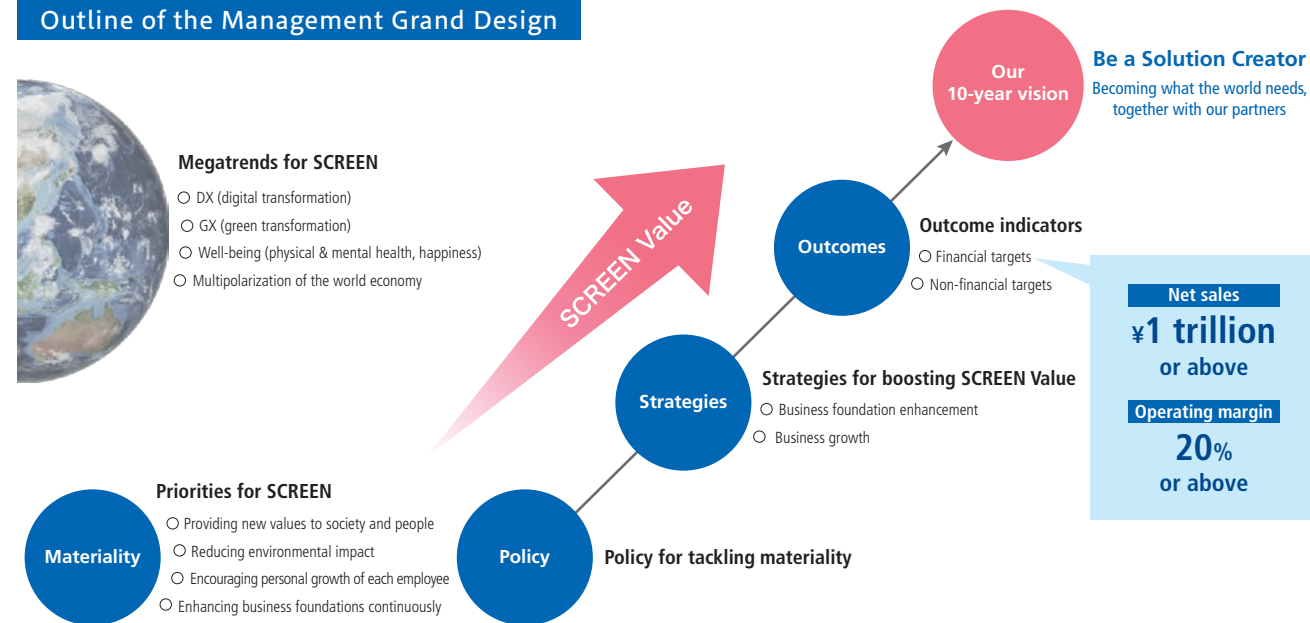 Outline of the Management Grand Design
Our
10-year vision
Be a Solution Creator
Becoming what the world needs,
together with our partners
Megatrends for SCREEN
DX (digital transformation)
GX (green transformation)
Well-being (physical & mental health, happiness)
Multipolarization of the world economy
SCREEN Value
Outcomes
Outcome indicators
Financial targets
Non-financial targets
Net sales
¥1 trillion
or above
Operating margin
20%
or above
Strategies
Strategies for boosting SCREEN Value
Business foundation enhancement
Business growth
Materiality
Priorities for SCREEN
Providing new values to society and people
Reducing environmental impact
Encouraging personal growth of each employee
Enhancing business foundations continuously
Policy
Policy for tackling materiality